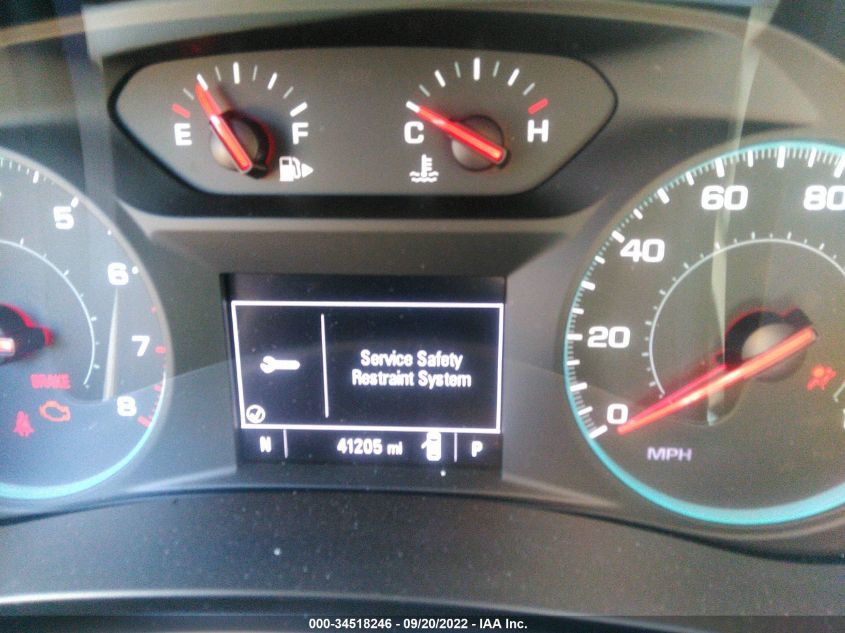 E F C H
60 80
5 40
6
20
7
Service Safety
Restraint System
BRAKE
8 0
N 41205 mi P
MPH
000-34518246 - 09/20/2022 - IAA Inc.